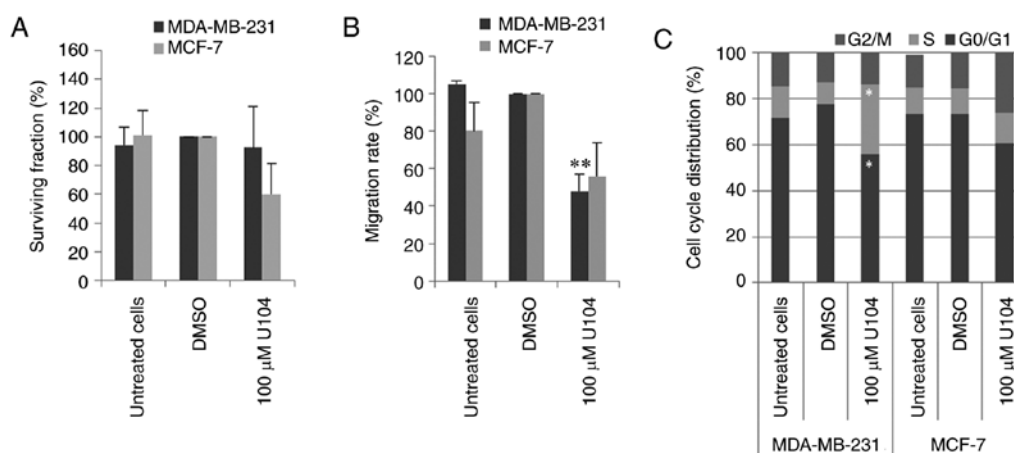 A
MDA-MB-231
MCF-7
Surviving fraction (%)
160
140
120
100
80
60
40
20
0
Untreated cells
DMSO
100 µM U104
B
MDA-MB-231
MCF-7
Migration rate (%)
120
100
80
60
40
20
0
**
Untreated cells
DMSO
100 µM U104
C
G2/M S G0/G1
Cell cycle distribution (%)
100
80
60
40
20
0
*
*
Untreated cells
DMSO
100 µM U104
Untreated cells
DMSO
100 µM U104
MDA-MB-231
MCF-7